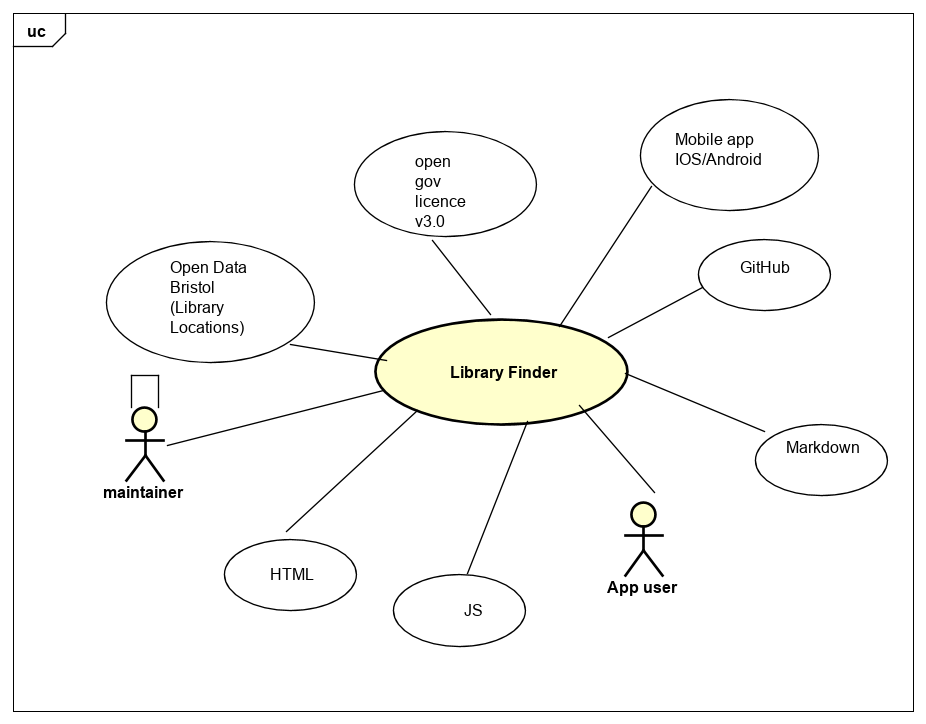 uc
Mobile app
IOS/Android
open
gov
licence
v3.0
GitHub
Open Data
Bristol
(Library
Locations)
Library Finder
Markdown
maintainer
HTML
JS
App user